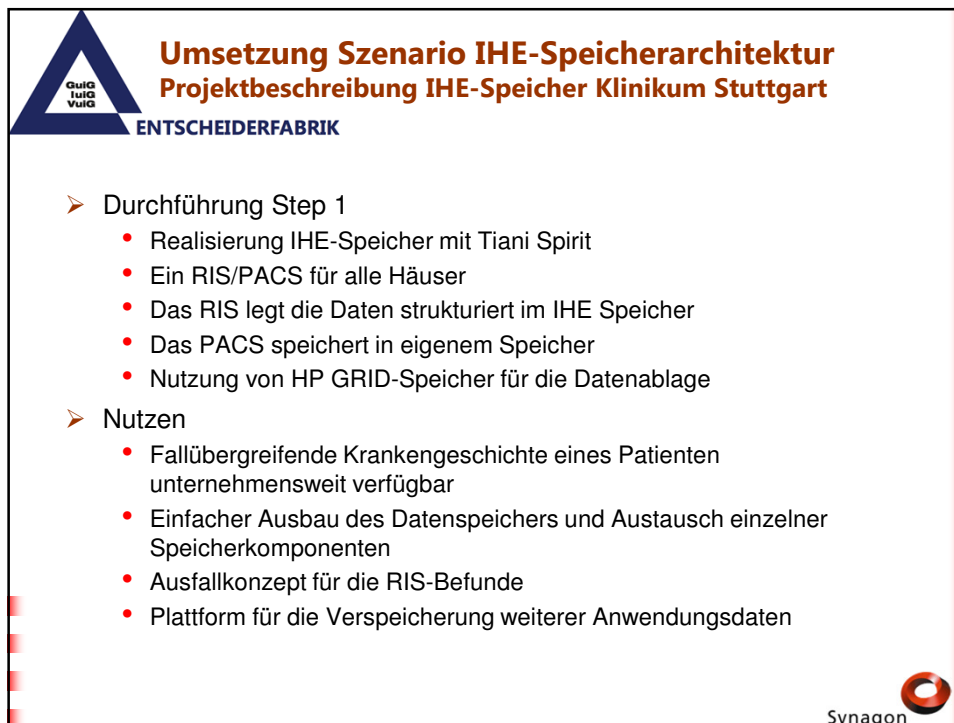 Umsetzung Szenario IHE-Speicherarchitektur
Projektbeschreibung IHE-Speicher Klinikum Stuttgart
GuiG
IuiG
VuiG
ENTSCHEIDERFABRIK
Durchführung Step 1
Realisierung IHE-Speicher mit Tiani Spirit
Ein RIS/PACS für alle Häuser
Das RIS legt die Daten strukturiert im IHE Speicher
Das PACS speichert in eigenem Speicher
Nutzung von HP GRID-Speicher für die Datenablage
Nutzen
Fallübergreifende Krankengeschichte eines Patienten
unternehmensweit verfügbar
Einfacher Ausbau des Datenspeichers und Austausch einzelner
Speicherkomponenten
Ausfallkonzept für die RIS-Befunde
Plattform für die Verspeicherung weiterer Anwendungsdaten
Synagon